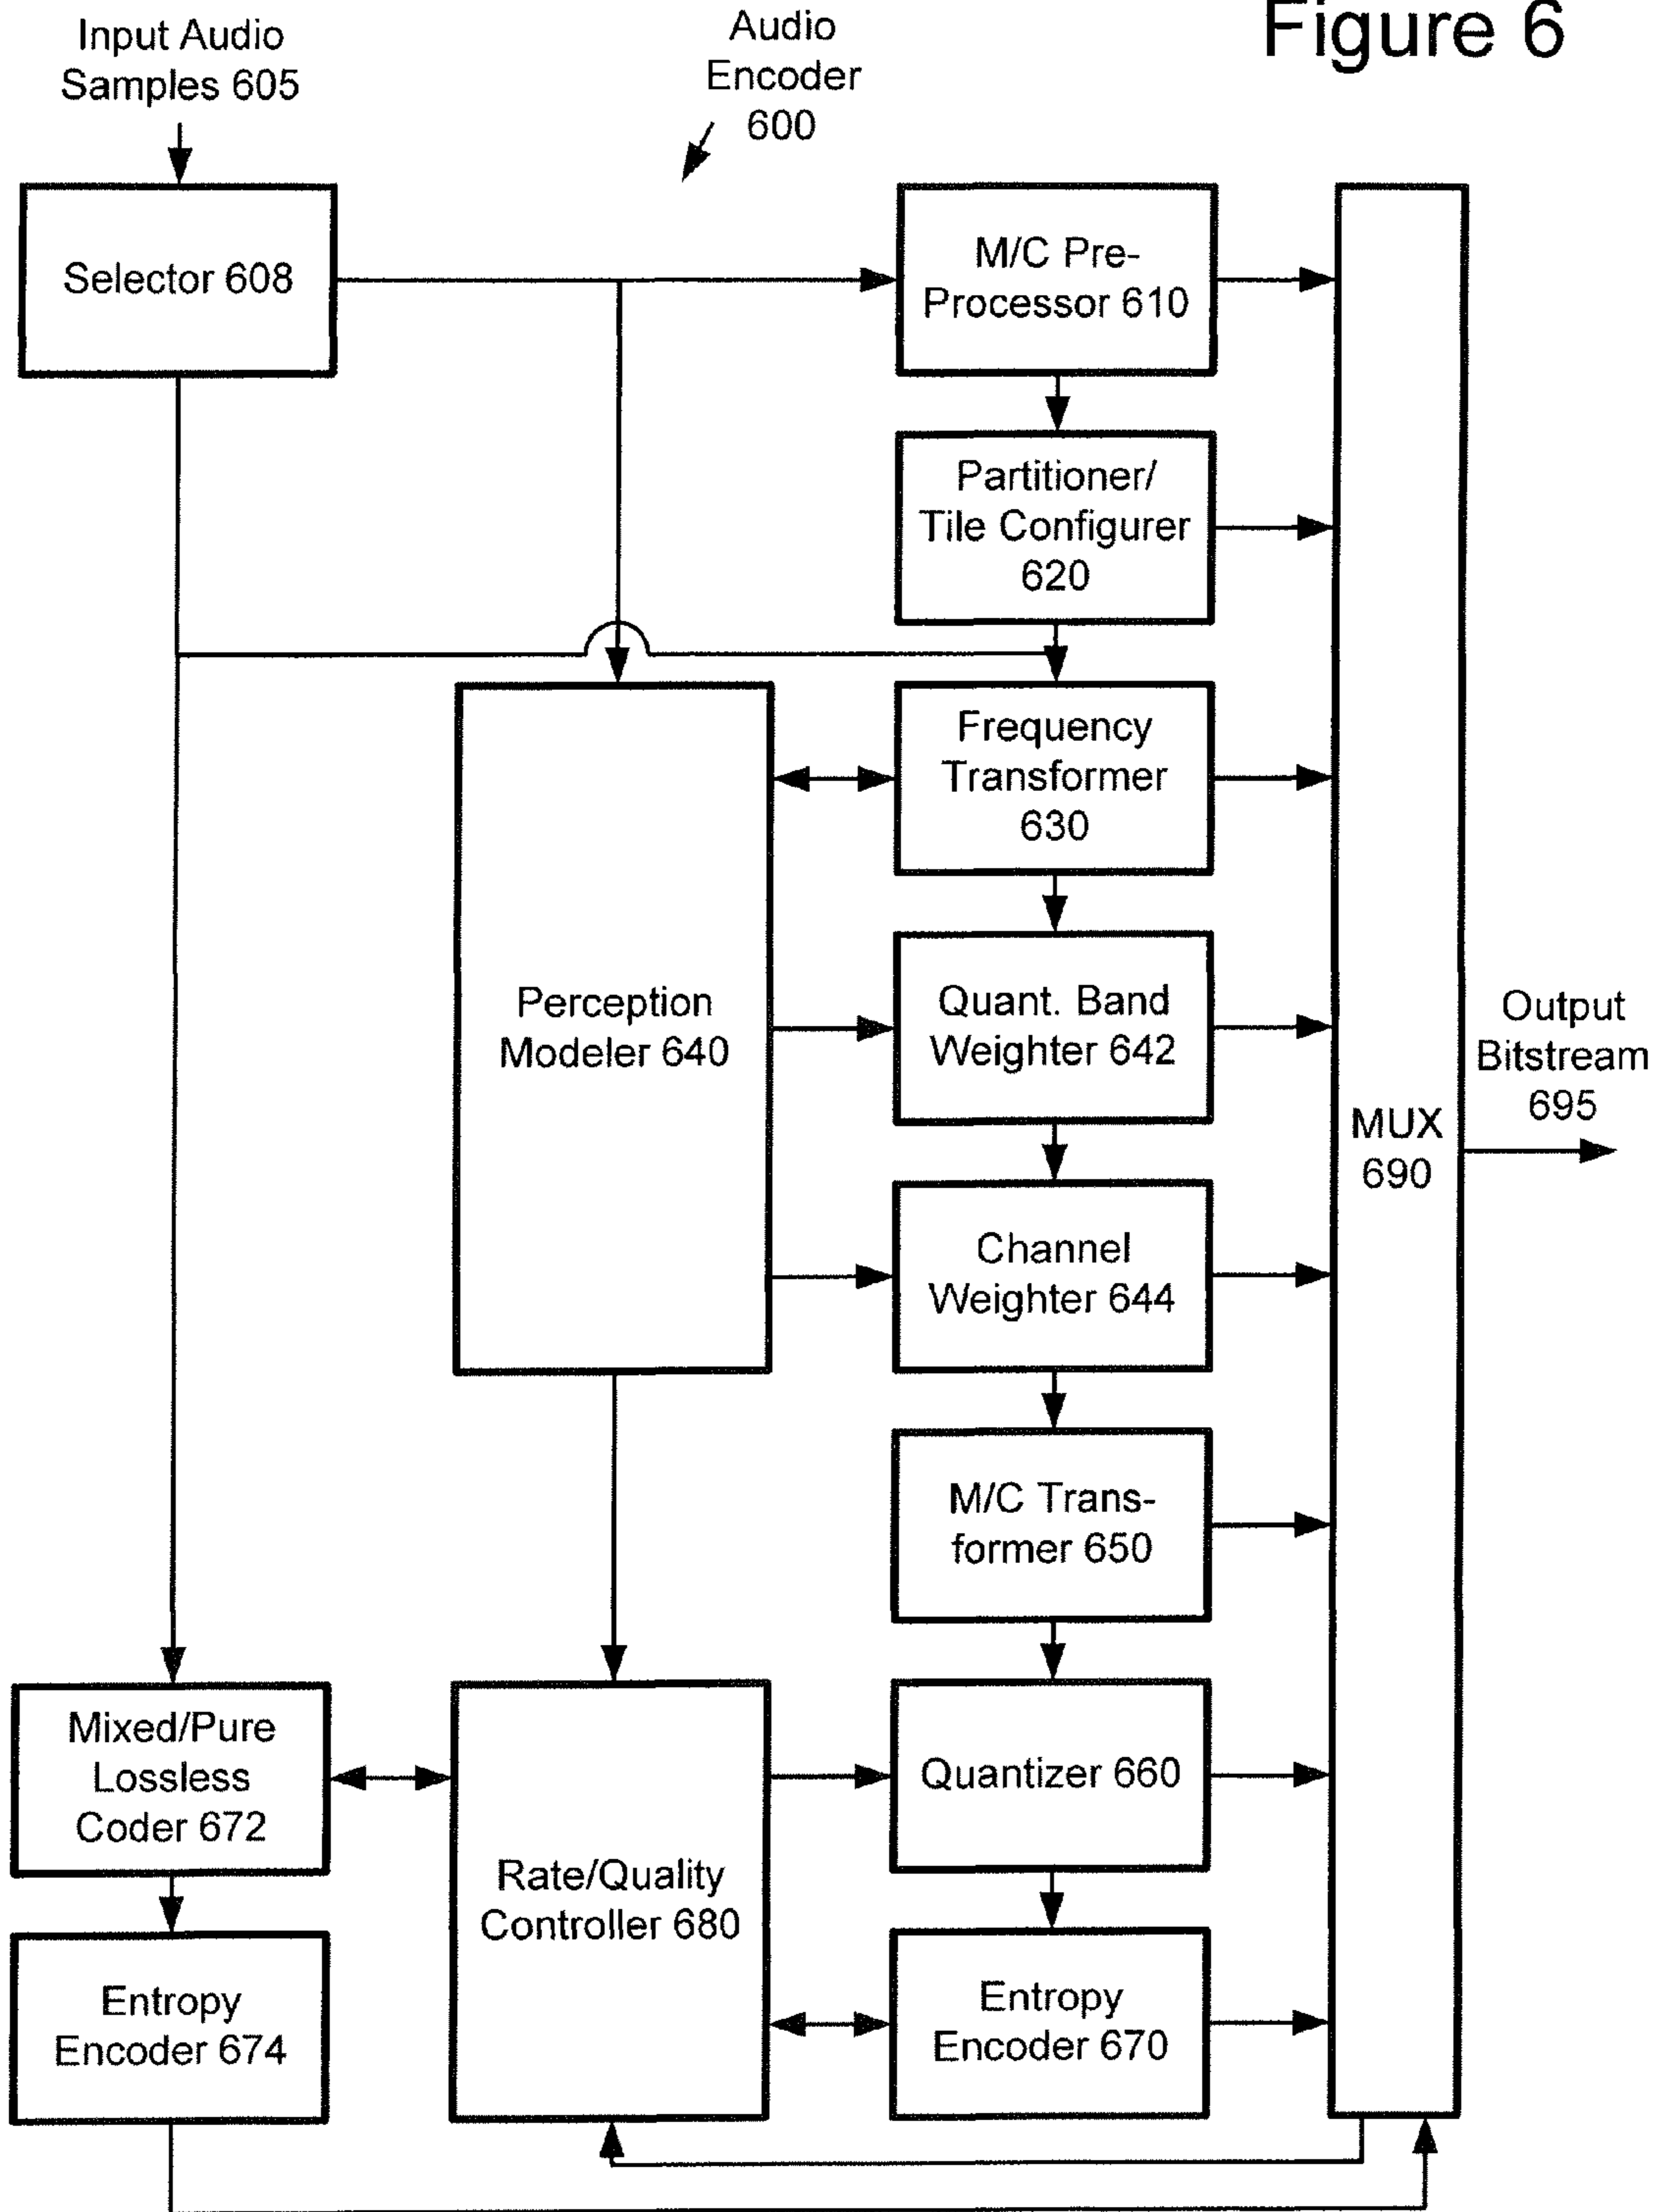 Figure 6
Input Audio
Samples 605
Audio
Encoder
600
Selector 608
M/C Pre-
Processor 610
Partitioner/
Tile Configurer
620
Frequency
Transformer
630
Perception
Modeler 640
Quant. Band
Weighter 642
Output
Bitstream
695
MUX
690
Channel
Weighter 644
M/C Trans-
former 650
Mixed/Pure
Lossless
Coder 672
Quantizer 660
Rate/Quality
Controller 680
Entropy
Encoder 674
Entropy
Encoder 670